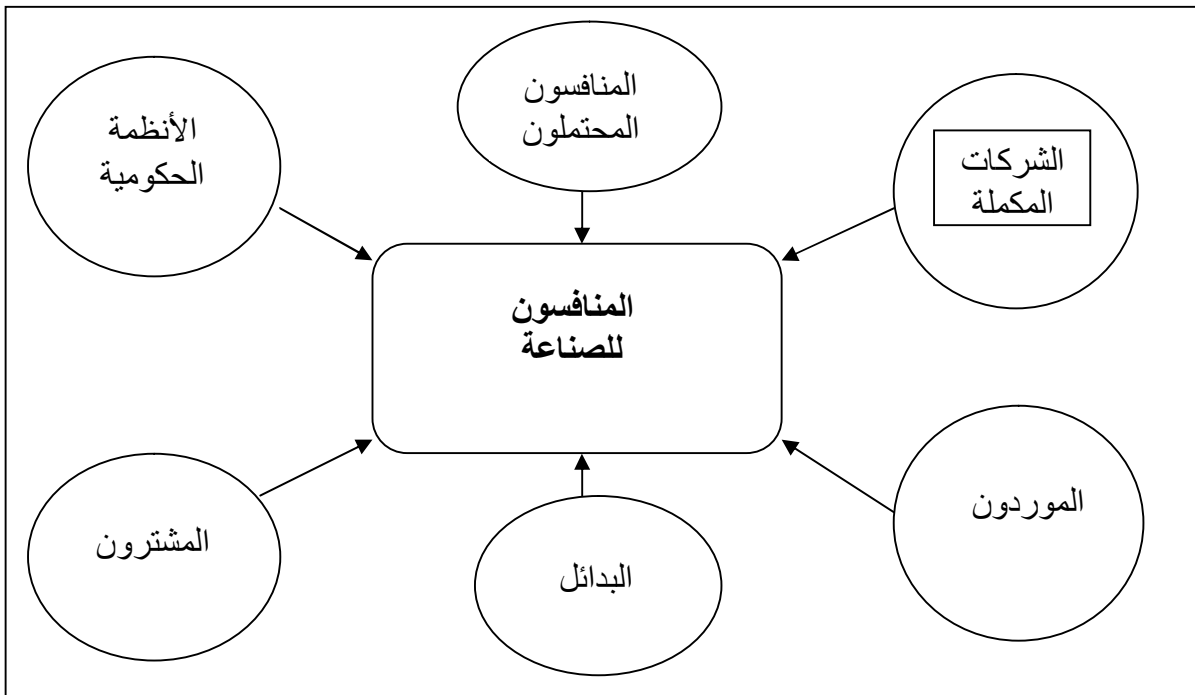 المنافسون
المحتملون
الشركات
المكملة
الأنظمة
الحكومية
المنافسون
للصناعة
الموردون
المشترون
البدائل